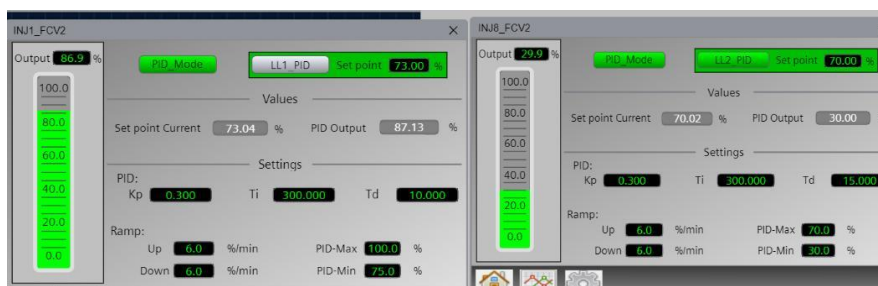 INJ1_FCV2
Output 86.9 %
PID_Mode
LL1_PID Set point 73.00 %
100.0
80.0
60.0
40.0
20.0
0.0
Values
Set point Current 73.04 % PID Output 87.13 %
Settings
PID:
Kp 0.300 Ti 300.000 Td 10.000
Ramp:
Up 6.0 %/min PID-Max 100.0 %
Down 6.0 %/min PID-Min 75.0 %
INJ8_FCV2
Output 29.9 %
PID_Mode
LL2_PID Set point 70.00 %
100.0
80.0
60.0
40.0
20.0
0.0
Values
Set point Current 70.02 % PID Output 30.00
Settings
PID:
Kp 0.300 Ti 300.000 Td 15.000
Ramp:
Up 6.0 %/min PID-Max 70.0 %
Down 6.0 %/min PID-Min 30.0 %